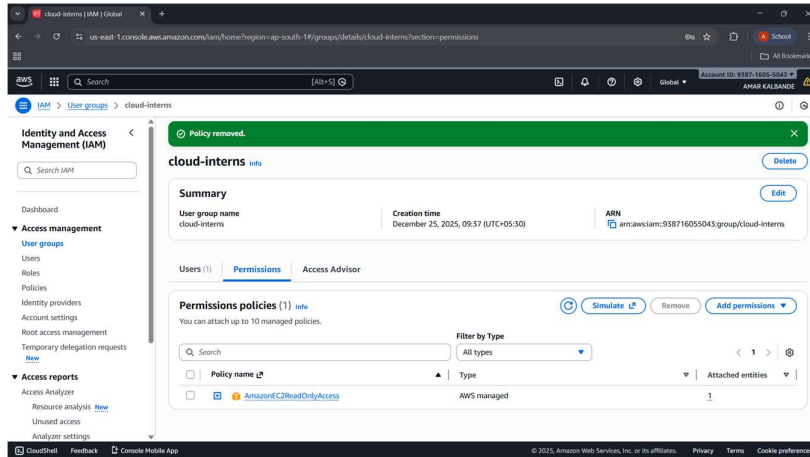 cloud-interns | IAM | Global
us-east-1.console.aws.amazon.com/iam/home?region=ap-south-1#/groups/details/cloud-interns?section=permissions
A School
All Bookmark
aws
Search
[Alt+S]
Global
Account ID: 9387-1605-5043
AMAR KALBANDE
IAM > User groups > cloud-interns
Identity and Access Management (IAM)
Search IAM
Dashboard
Access management
User groups
Users
Roles
Policies
Identity providers
Account settings
Root access management
Temporary delegation requests
New
Access reports
Access Analyzer
Resource analysis New
Unused access
Analyzer settings
Policy removed.
cloud-interns Info
Delete
Summary
Edit
User group name
cloud-interns
Creation time
December 25, 2025, 09:37 (UTC+05:30)
ARN
arn:aws:iam::938716055043:group/cloud-interns
Users (1) Permissions Access Advisor
Permissions policies (1) Info
Simulate
Remove
Add permissions
You can attach up to 10 managed policies.
Filter by Type
Search
All types
1
Policy name Type Attached entities
AmazonEC2ReadOnlyAccess AWS managed 1
CloudShell Feedback Console Mobile App © 2025, Amazon Web Services, Inc. or its affiliates. Privacy Terms Cookie preference